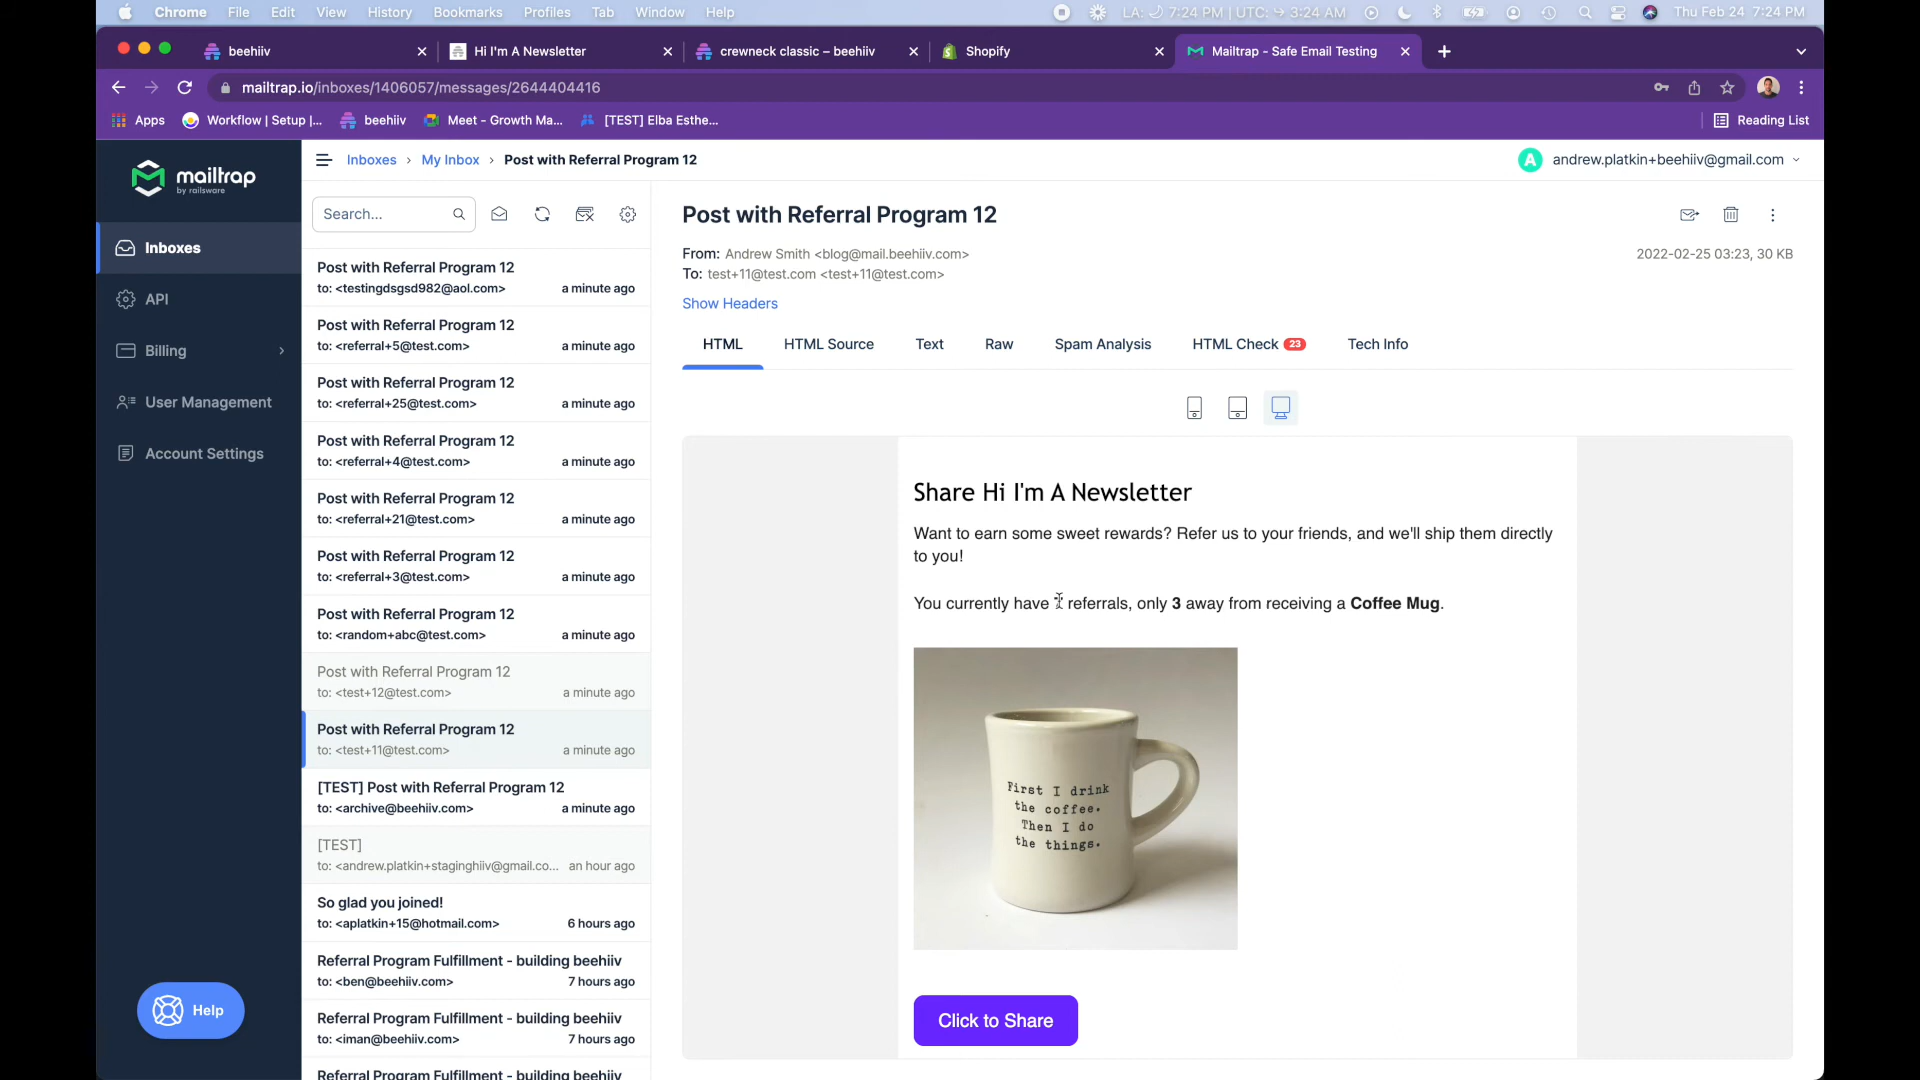 Chrome File Edit View History Bookmarks Profiles Tab Window Help LA: 7:24 PM | UTC: → 3:24 AM Thu Feb 24 7:24 PM
beehiiv Hi I'm A Newsletter crewneck classic – beehiiv Shopify Mailtrap - Safe Email Testing
mailtrap.io/inboxes/1406057/messages/2644404416
Apps Workflow | Setup |... beehiiv Meet - Growth Ma... [TEST] Elba Esthe... Reading List
mailtrap
by railsware
Inboxes
API
Billing
User Management
Account Settings
Help
Inboxes › My Inbox › Post with Referral Program 12
A andrew.platkin+beehiiv@gmail.com
Search...
Post with Referral Program 12
to: <testingdsgsd982@aol.com> a minute ago
Post with Referral Program 12
to: <referral+5@test.com> a minute ago
Post with Referral Program 12
to: <referral+25@test.com> a minute ago
Post with Referral Program 12
to: <referral+4@test.com> a minute ago
Post with Referral Program 12
to: <referral+21@test.com> a minute ago
Post with Referral Program 12
to: <referral+3@test.com> a minute ago
Post with Referral Program 12
to: <random+abc@test.com> a minute ago
Post with Referral Program 12
to: <test+12@test.com> a minute ago
Post with Referral Program 12
to: <test+11@test.com> a minute ago
[TEST] Post with Referral Program 12
to: <archive@beehiiv.com> a minute ago
[TEST]
to: <andrew.platkin+staginghiiv@gmail.co... an hour ago
So glad you joined!
to: <aplatkin+15@hotmail.com> 6 hours ago
Referral Program Fulfillment - building beehiiv
to: <ben@beehiiv.com> 7 hours ago
Referral Program Fulfillment - building beehiiv
to: <iman@beehiiv.com> 7 hours ago
Referral Program Fulfillment - building beehiiv
Post with Referral Program 12
From: Andrew Smith <blog@mail.beehiiv.com> 2022-02-25 03:23, 30 KB
To: test+11@test.com <test+11@test.com>
Show Headers
HTML HTML Source Text Raw Spam Analysis HTML Check 23 Tech Info
Share Hi I'm A Newsletter
Want to earn some sweet rewards? Refer us to your friends, and we'll ship them directly
to you!
You currently have referrals, only 3 away from receiving a Coffee Mug.
First I drink
the coffee.
Then I do
the things.
Click to Share